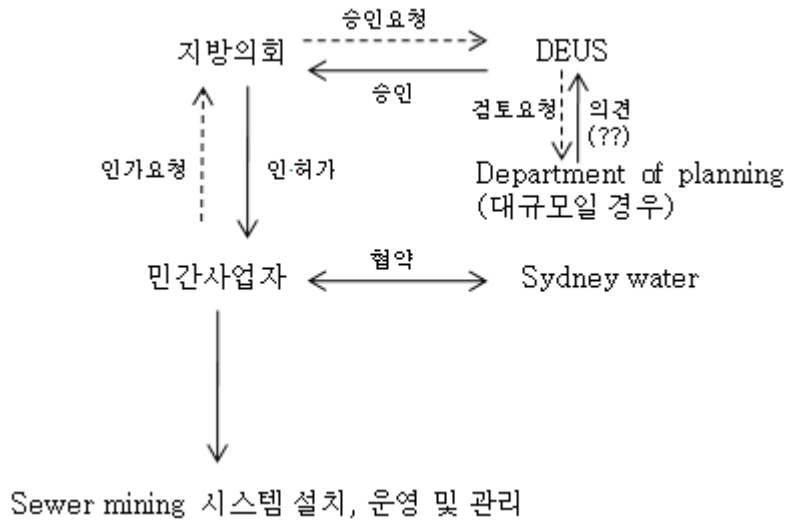 승인요청
지방의회
DEUS
승인
검토요청
의견
(??)
인가요청
인·허가
Department of planning
(대규모일 경우)
민간사업자
협약
Sydney water
Sewer mining 시스템 설치, 운영 및 관리